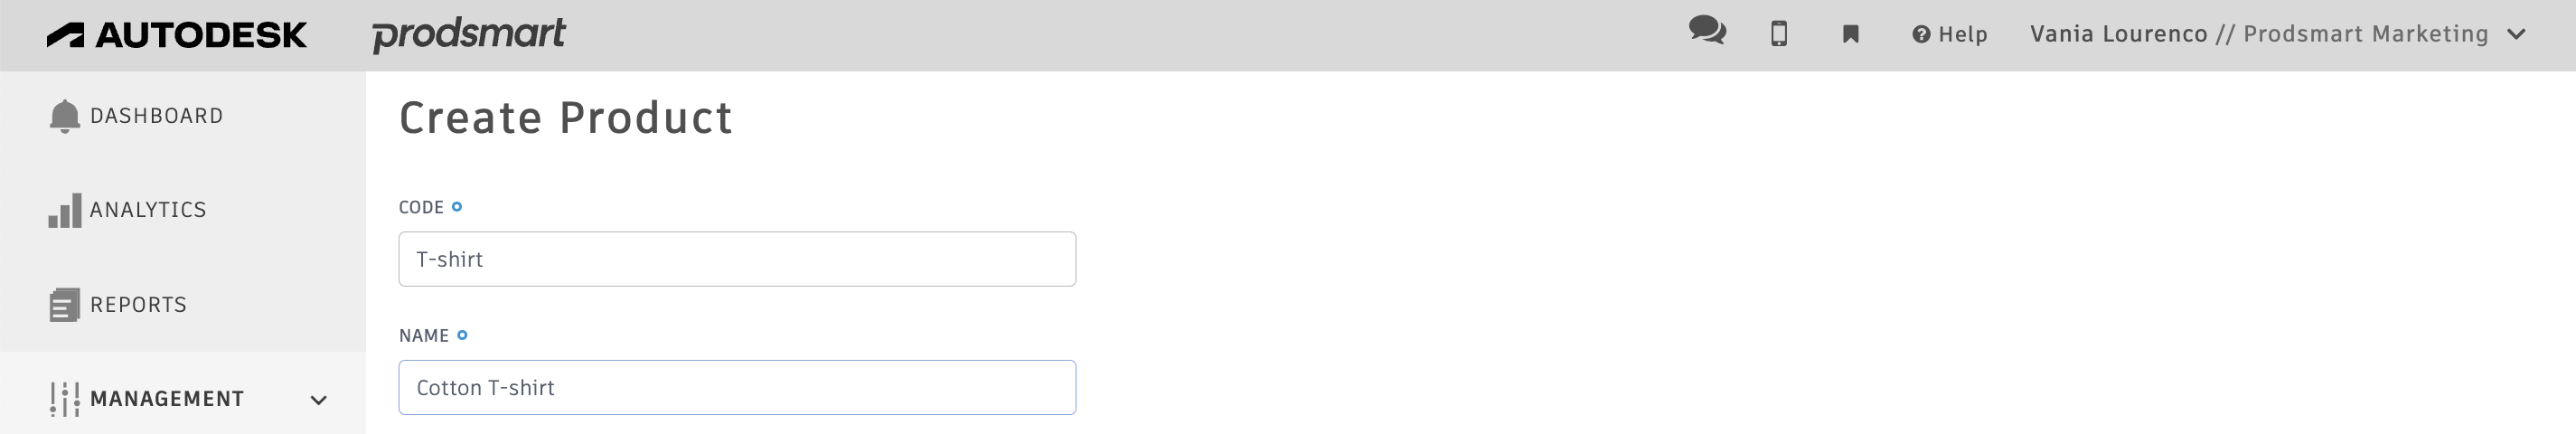 AUTODESK prodsmart Help Vania Lourenco // Prodsmart Marketing
DASHBOARD
ANALYTICS
REPORTS
MANAGEMENT
Create Product
CODE
T-shirt
NAME
Cotton T-shirt